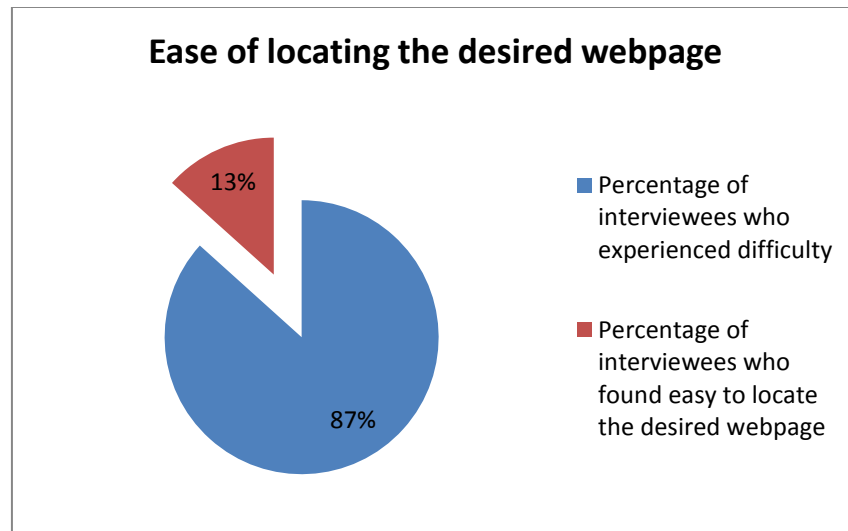 Ease of locating the desired webpage
13%
87%
Percentage of
interviewees who
experienced difficulty
Percentage of
interviewees who
found easy to locate
the desired webpage